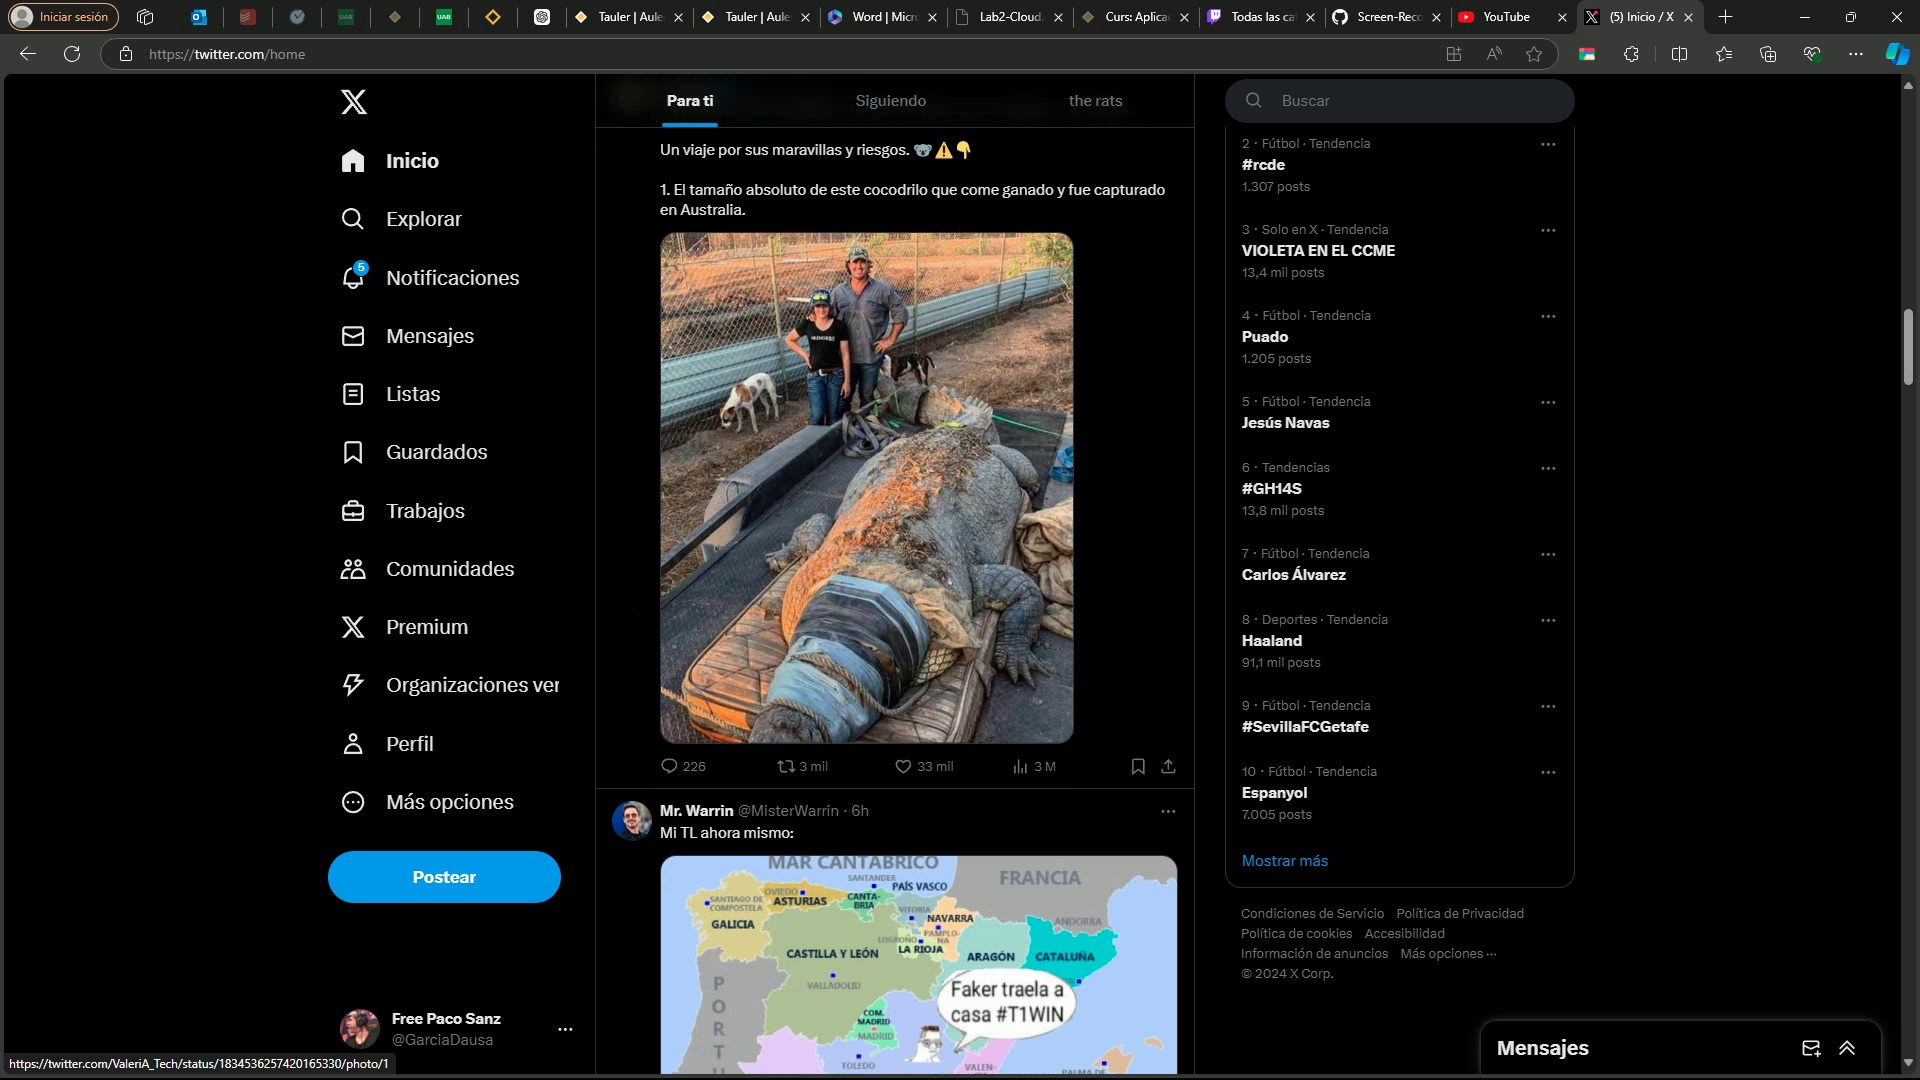 Iniciar sesión
Tauler | Aule
Tauler | Aule
Word | Micr
Lab2-Cloud
Curs: Aplica
Todas las ca
Screen-Reco
YouTube
(5) Inicio / X
https://twitter.com/home
Inicio
Explorar
5
Notificaciones
Mensajes
Listas
Guardados
Trabajos
Comunidades
Premium
Organizaciones ver
Perfil
Más opciones
Postear
Free Paco Sanz
@GarciaDausa
https://twitter.com/ValeriA_Tech/status/1834536257420165330/photo/1
Para ti
Siguiendo
the rats
Un viaje por sus maravillas y riesgos. 🐨⚠️👇
1. El tamaño absoluto de este cocodrilo que come ganado y fue capturado
en Australia.
226
3 mil
33 mil
3 M
Mr. Warrin @MisterWarrin · 6h
Mi TL ahora mismo:
MAR CANTÁBRICO
FRANCIA
SANTANDER
PAÍS VASCO
OVIEDO
ASTURIAS
CANTA-
BRIA
SANTIAGO DE
COMPOSTELA
GALICIA
VITORIA
NAVARRA
PAMPLO-
NA
ANDORRA
LOGROÑO
LA RIOJA
CASTILLA Y LEÓN
ARAGÓN
CATALUÑA
VALLADOLID
PORTU
Faker traela a
casa #T1WIN
COM.
MADRID
MADRID
TOLEDO
VALEN-
PALMA DE
Buscar
2 · Fútbol · Tendencia
#rcde
1.307 posts
3 · Solo en X · Tendencia
VIOLETA EN EL CCME
13,4 mil posts
4 · Fútbol · Tendencia
Puado
1.205 posts
5 · Fútbol · Tendencia
Jesús Navas
6 · Tendencias
#GH14S
13,8 mil posts
7 · Fútbol · Tendencia
Carlos Álvarez
8 · Deportes · Tendencia
Haaland
91,1 mil posts
9 · Fútbol · Tendencia
#SevillaFCGetafe
10 · Fútbol · Tendencia
Espanyol
7.005 posts
Mostrar más
Condiciones de Servicio Política de Privacidad
Política de cookies Accesibilidad
Información de anuncios Más opciones ···
© 2024 X Corp.
Mensajes